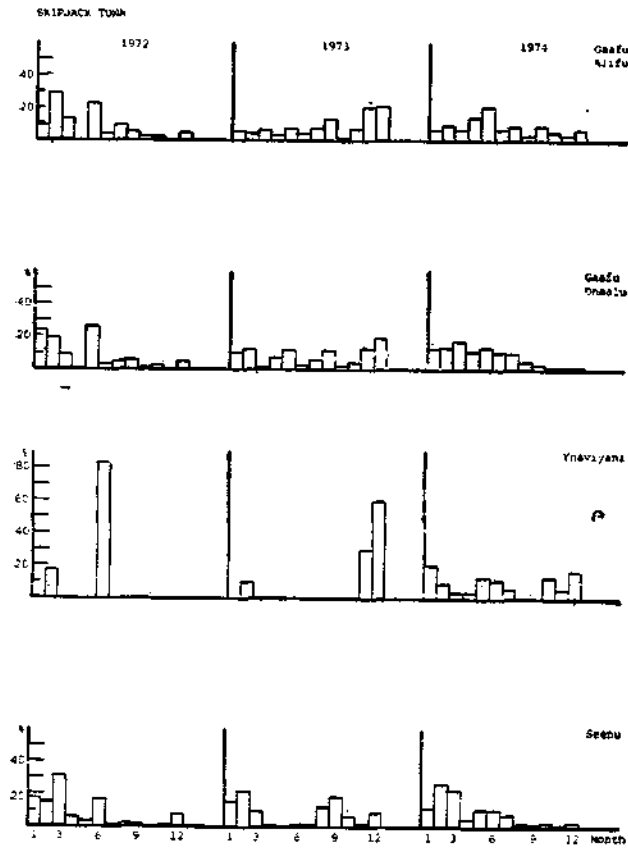 SKIPJACK TUNA
1972 1973 1974 Gaafu
Alifu
40
20
% Gaafu
Dhaalu
40
20
% Ynaviyana
80
60
40
20
% Seenu
40
20
1 3 6 9 12 1 3 6 9 12 1 3 6 9 12 Month